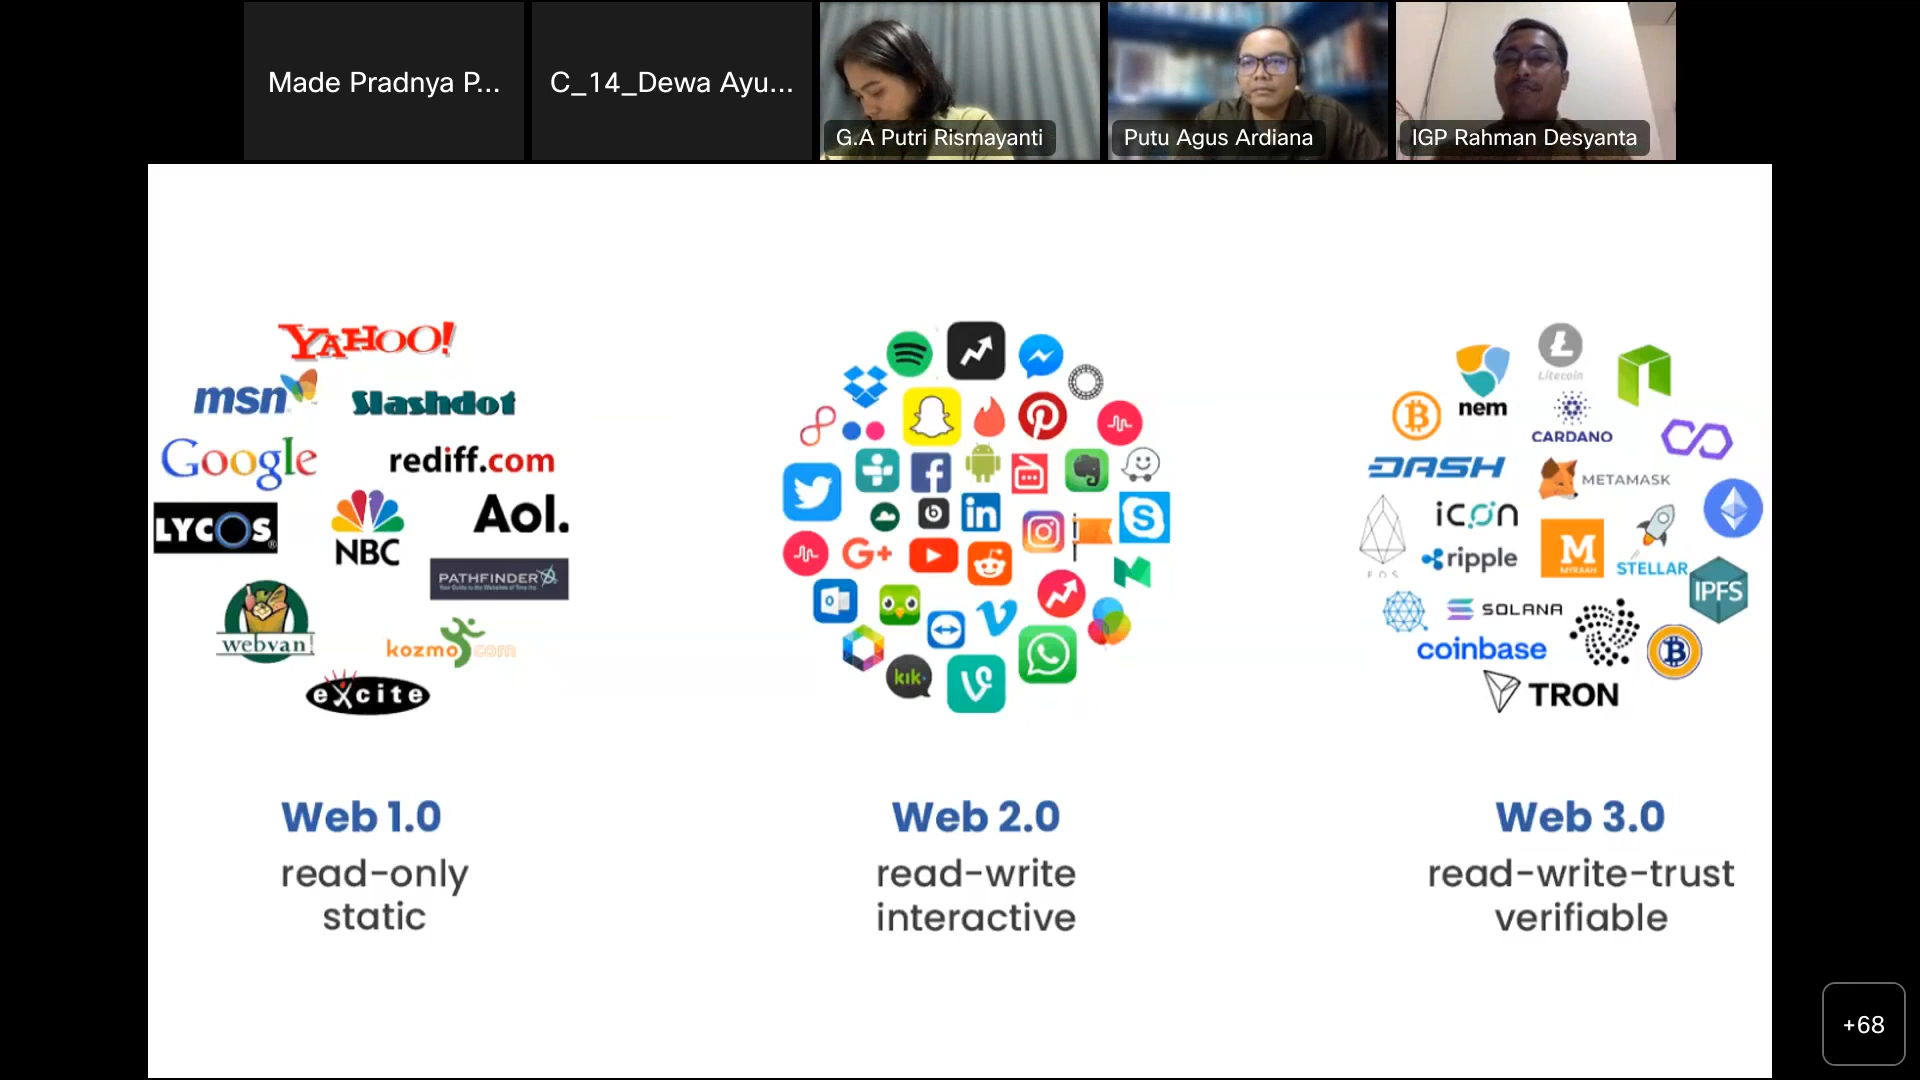 Made Pradnya P...
C_14_Dewa Ayu...
G.A Putri Rismayanti
Putu Agus Ardiana
IGP Rahman Desyanta
YAHOO!
msn
Slashdot
Google
rediff.com
LYCOS
NBC
Aol.
PATHFINDER
webvan!
kozmo.com
excite
Web 1.0
read-only
static
in
G+
kik
Web 2.0
read-write
interactive
Litecoin
nem
CARDANO
DASH
METAMASK
icon
ripple
M
MYRAAH
STELLAR
EOS
IPFS
SOLANA
coinbase
TRON
Web 3.0
read-write-trust
verifiable
+68